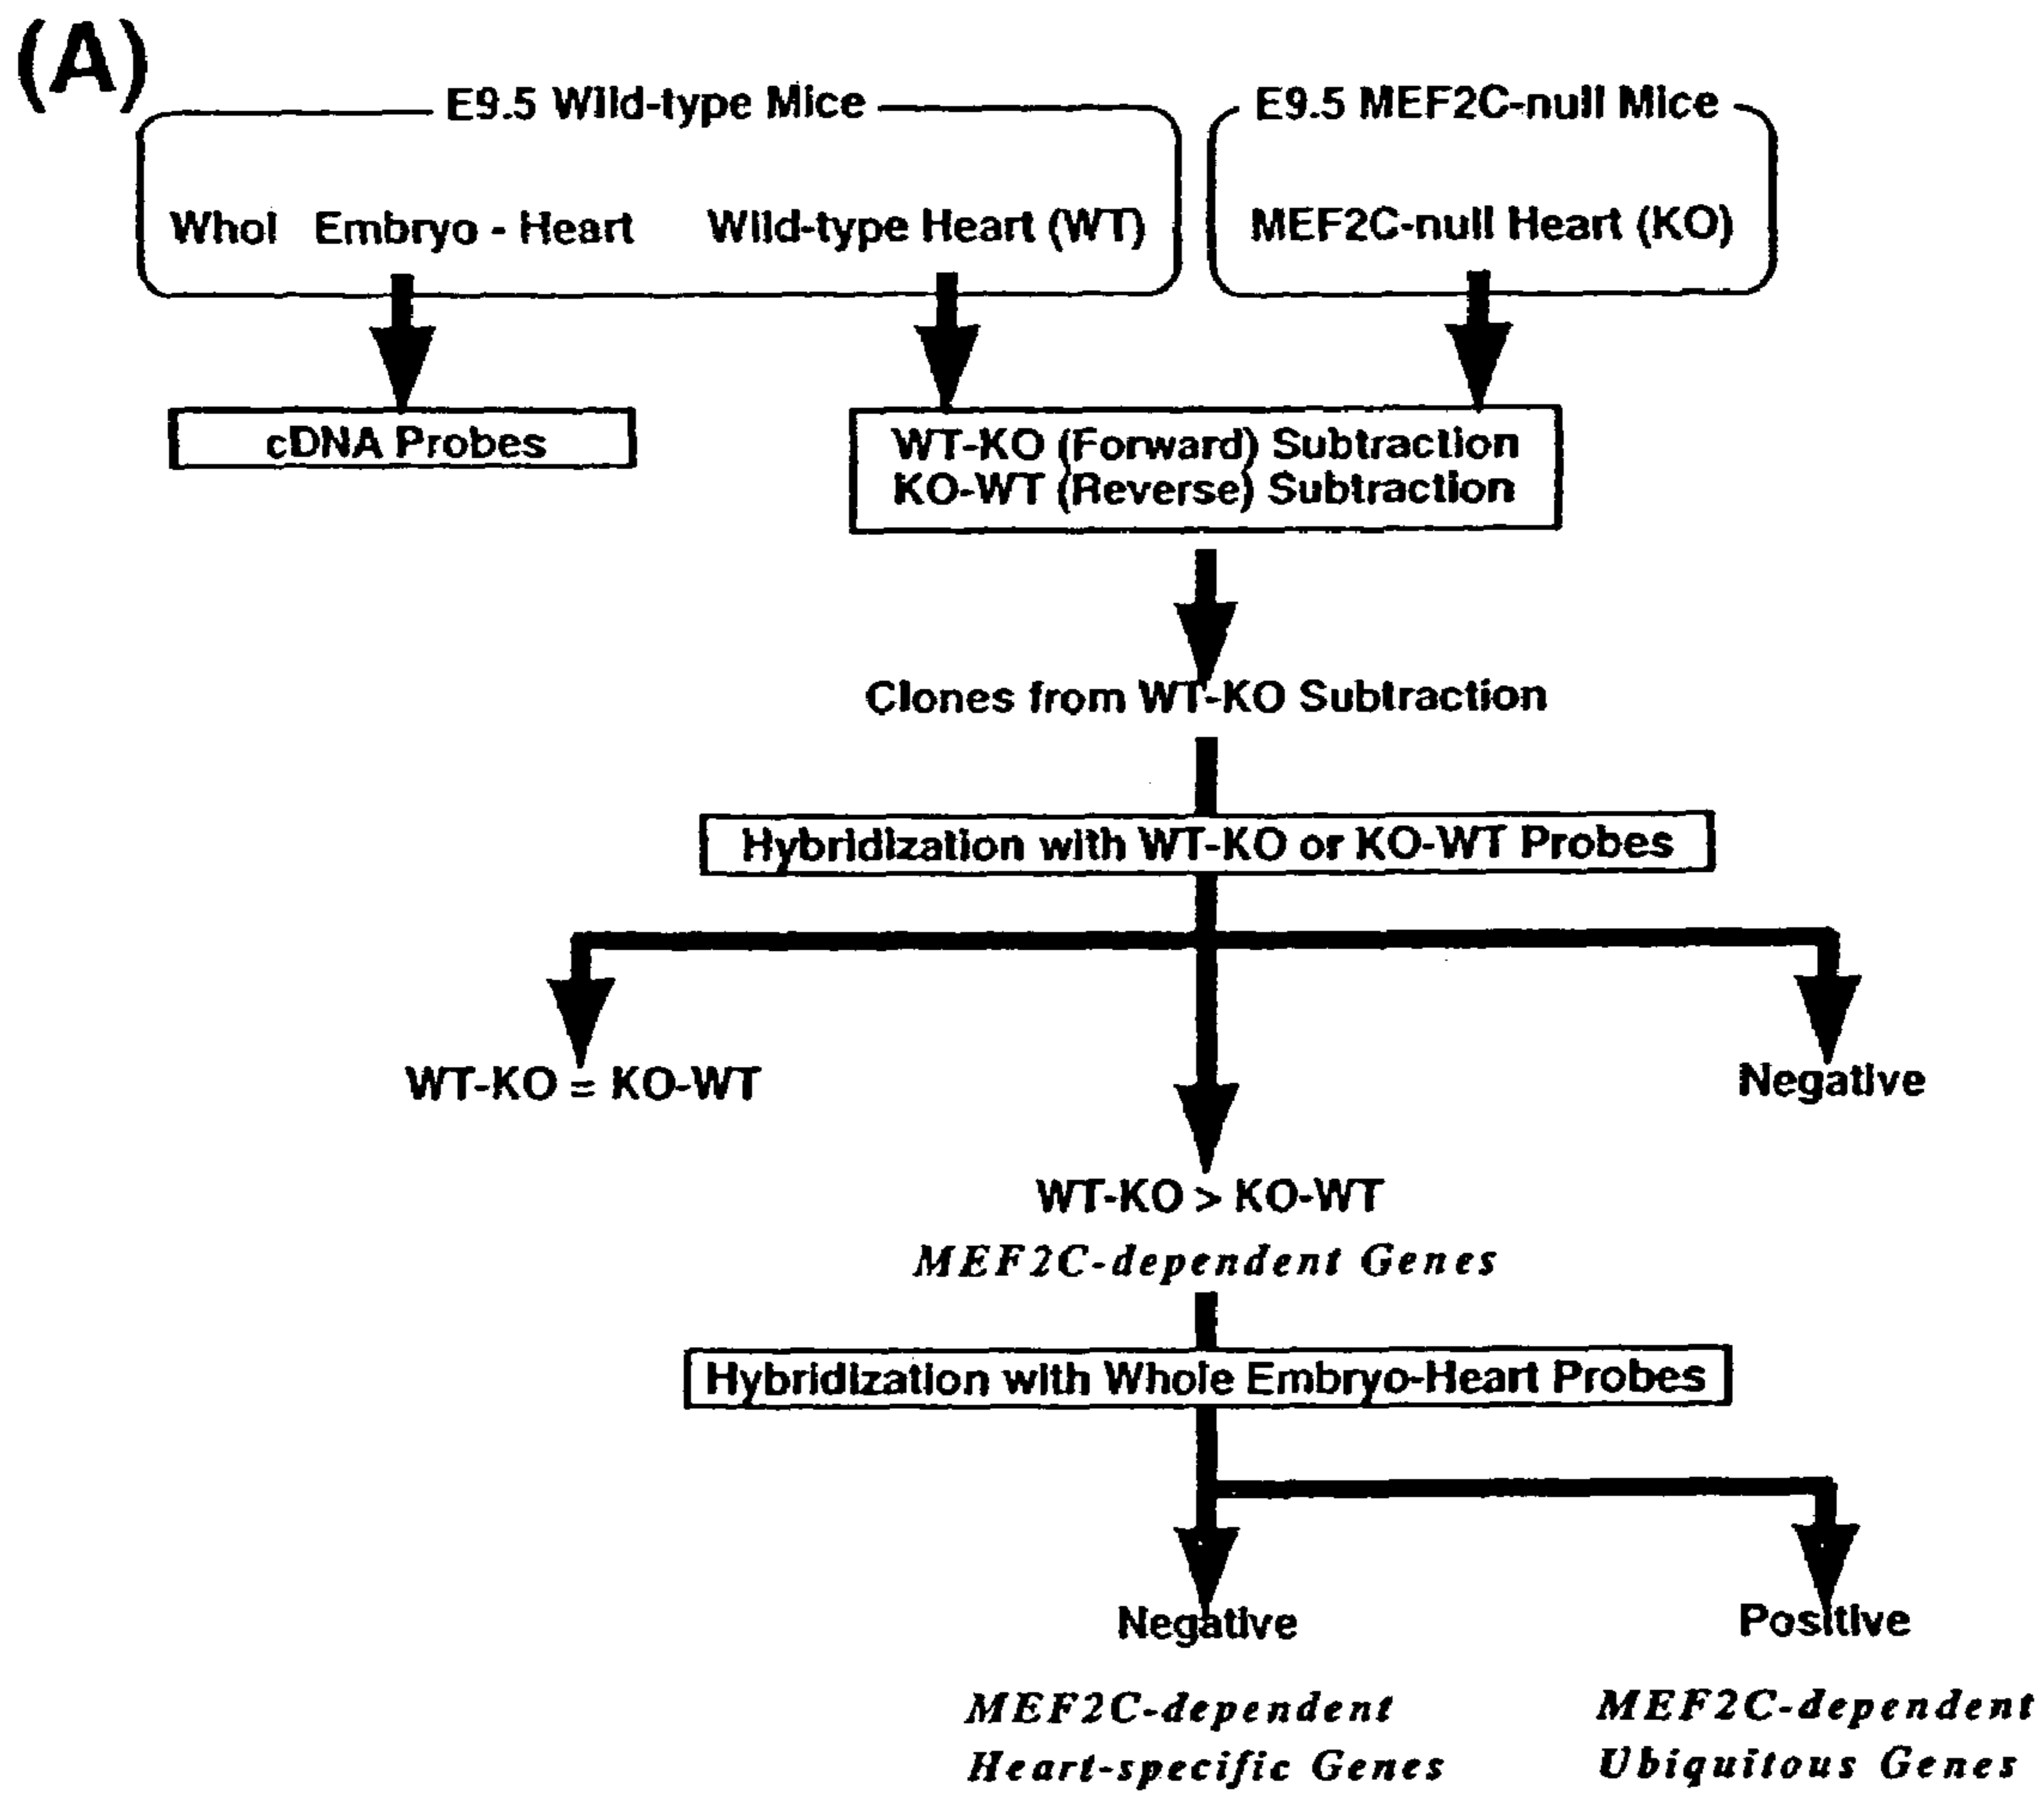 (A)
E9.5 Wild-type Mice
E9.5 MEF2C-null Mice
Whol Embryo - Heart
Wild-type Heart (WT)
MEF2C-null Heart (KO)
cDNA Probes
WT-KO (Forward) Subtraction
KO-WT (Reverse) Subtraction
Clones from WT-KO Subtraction
Hybridization with WT-KO or KO-WT Probes
WT-KO = KO-WT
Negative
WT-KO > KO-WT
MEF2C-dependent Genes
Hybridization with Whole Embryo-Heart Probes
Negative
Positive
MEF2C-dependent
Heart-specific Genes
MEF2C-dependent
Ubiquitous Genes